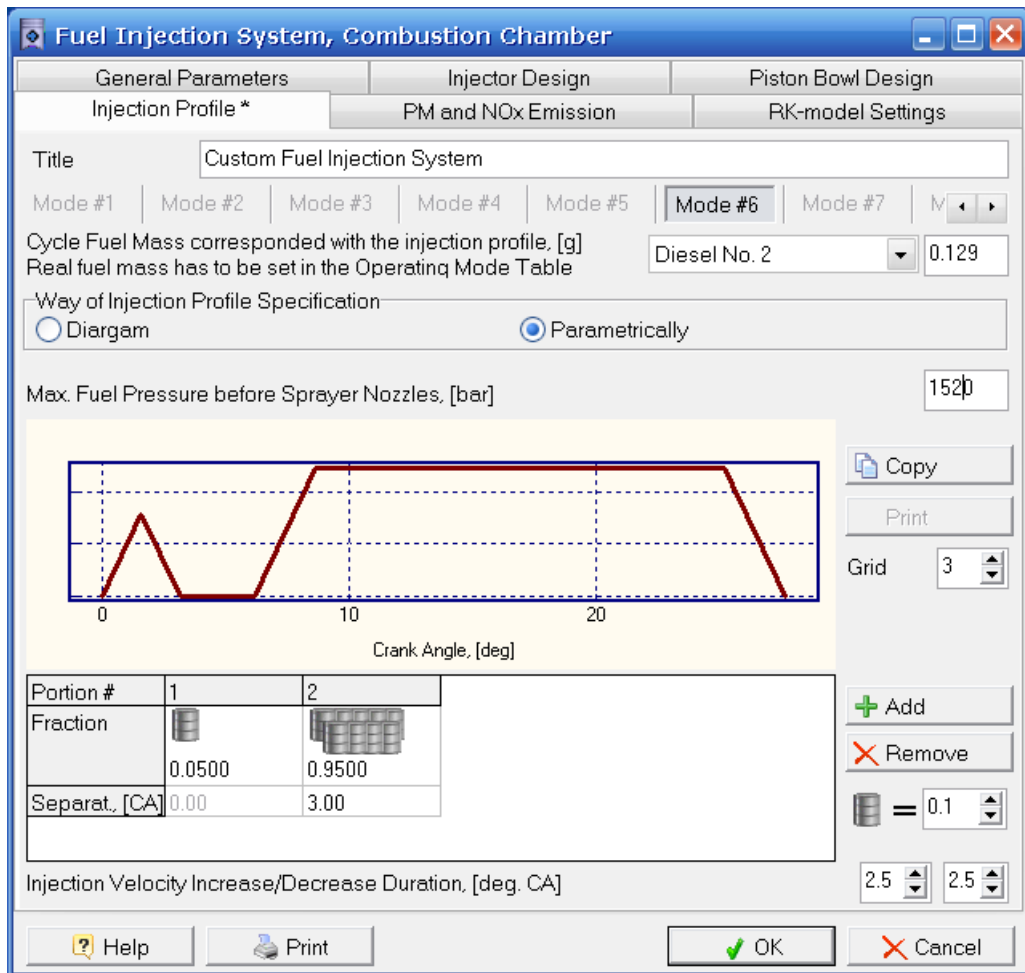 Fuel Injection System, Combustion Chamber
General Parameters
Injector Design
Piston Bowl Design
Injection Profile *
PM and NOx Emission
RK-model Settings
Title
Custom Fuel Injection System
Mode #1
Mode #2
Mode #3
Mode #4
Mode #5
Mode #6
Mode #7
M
Cycle Fuel Mass corresponded with the injection profile, [g]
Real fuel mass has to be set in the Operating Mode Table
Diesel No. 2
0.129
Way of Injection Profile Specification
Diargam
Parametrically
Max. Fuel Pressure before Sprayer Nozzles, [bar]
1520
Copy
Print
Grid
3
0
10
20
Crank Angle, [deg]
Portion #
1
2
Fraction
0.0500
0.9500
Separat., [CA]
0.00
3.00
Add
Remove
= 0.1
Injection Velocity Increase/Decrease Duration, [deg. CA]
2.5
2.5
Help
Print
OK
Cancel